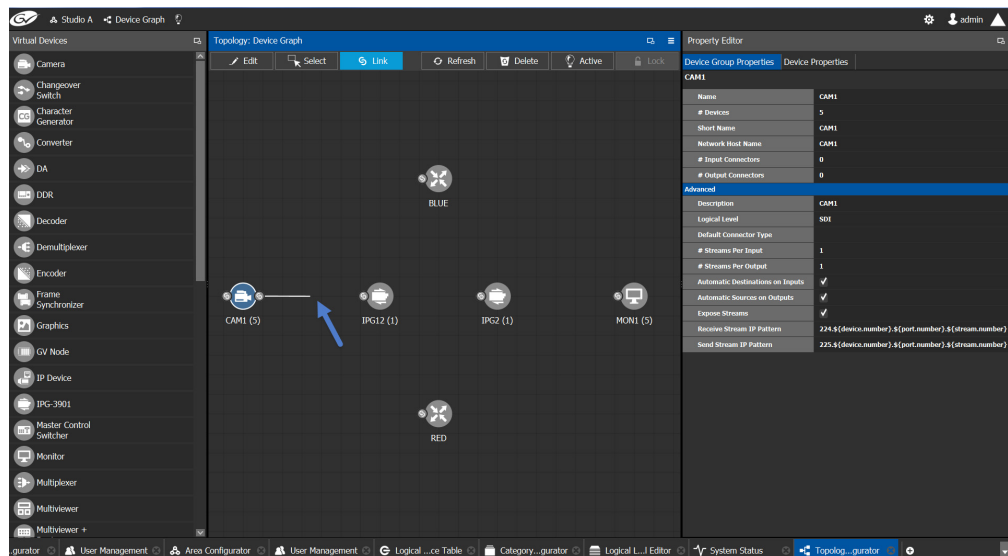 GV Studio A Device Graph admin
Virtual Devices
Camera
Changeover
Switch
CG Character
Generator
Converter
DA
DDR
Decoder
Demultiplexer
Encoder
Frame
Synchronizer
Graphics
GV Node
IP Device
IPG-3901
Master Control
Switcher
Monitor
Multiplexer
Multiviewer
Multiviewer +
Topology: Device Graph
Edit Select Link Refresh Delete Active Lock
BLUE
CAM1 (5) IPG12 (1) IPG2 (1) MON1 (5)
RED
Property Editor
Device Group Properties Device Properties
CAM1
Name CAM1
# Devices 5
Short Name CAM1
Network Host Name CAM1
# Input Connectors 0
# Output Connectors 0
Advanced
Description CAM1
Logical Level SDI
Default Connector Type
# Streams Per Input 1
# Streams Per Output 1
Automatic Destinations on Inputs
Automatic Sources on Outputs
Expose Streams
Receive Stream IP Pattern 224.${device.number}.${port.number}.${stream.number}
Send Stream IP Pattern 225.${device.number}.${port.number}.${stream.number}
.gurator User Management Area Configurator User Management Logical ...ce Table Category...gurator Logical L...l Editor System Status Topolog...gurator